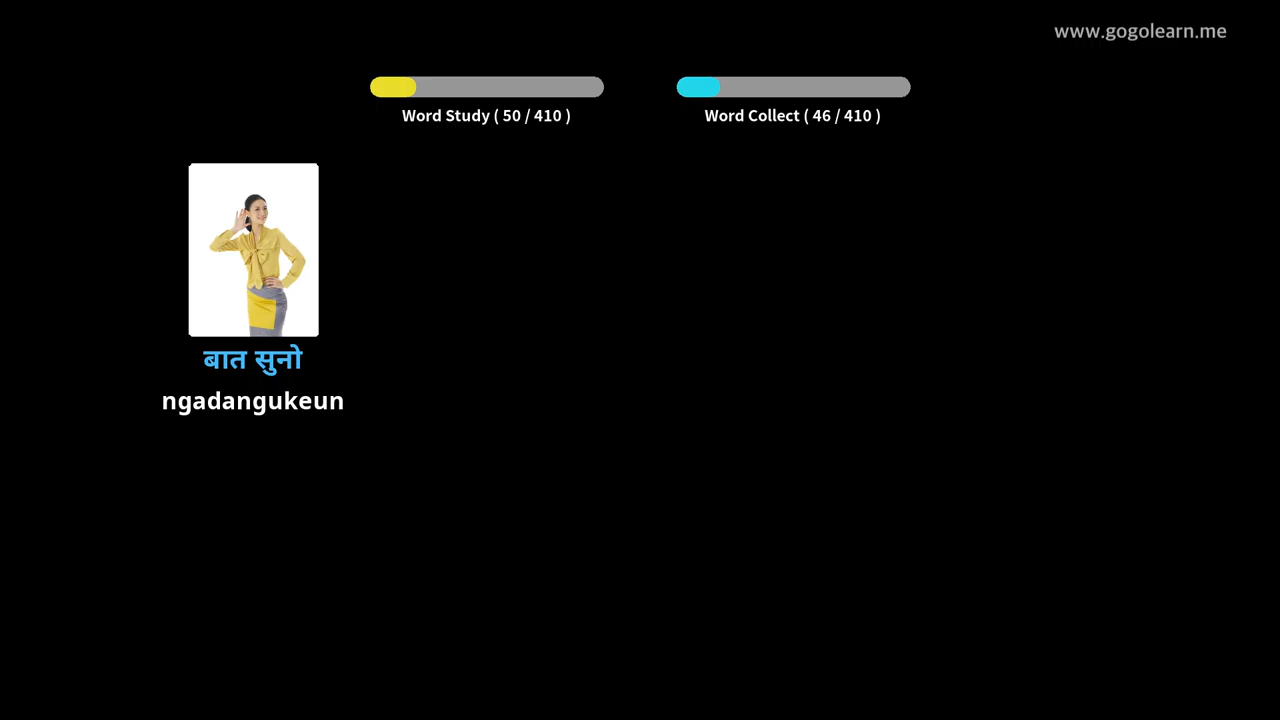 www.gogolearn.me
Word Study ( 50 / 410 )
Word Collect ( 46 / 410 )
बात सुनो
ngadangukeun